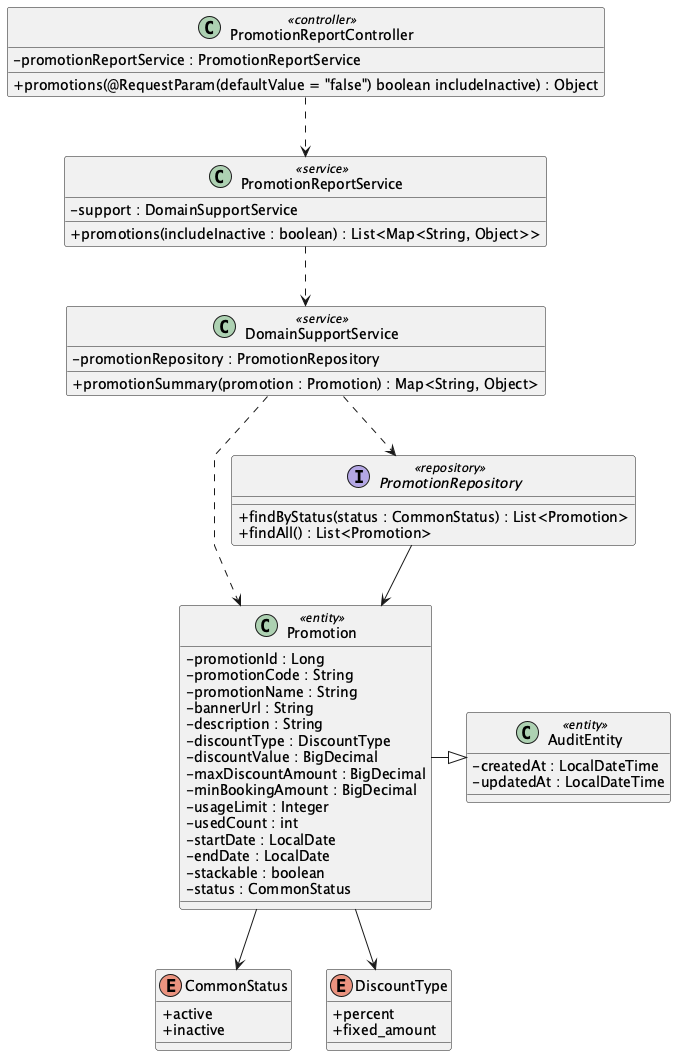 C
«controller»
PromotionReportController
-promotionReportService : PromotionReportService
+promotions(@RequestParam(defaultValue = "false") boolean includeInactive) : Object
C
«service»
PromotionReportService
-support : DomainSupportService
+promotions(includeInactive : boolean) : List<Map<String, Object>>
C
«service»
DomainSupportService
-promotionRepository : PromotionRepository
+promotionSummary(promotion : Promotion) : Map<String, Object>
I
«repository»
PromotionRepository
+findByStatus(status : CommonStatus) : List<Promotion>
+findAll() : List<Promotion>
C
«entity»
Promotion
-promotionId : Long
-promotionCode : String
-promotionName : String
-bannerUrl : String
-description : String
-discountType : DiscountType
-discountValue : BigDecimal
-maxDiscountAmount : BigDecimal
-minBookingAmount : BigDecimal
-usageLimit : Integer
-usedCount : int
-startDate : LocalDate
-endDate : LocalDate
-stackable : boolean
-status : CommonStatus
C
«entity»
AuditEntity
-createdAt : LocalDateTime
-updatedAt : LocalDateTime
E
CommonStatus
+active
+inactive
E
DiscountType
+percent
+fixed_amount